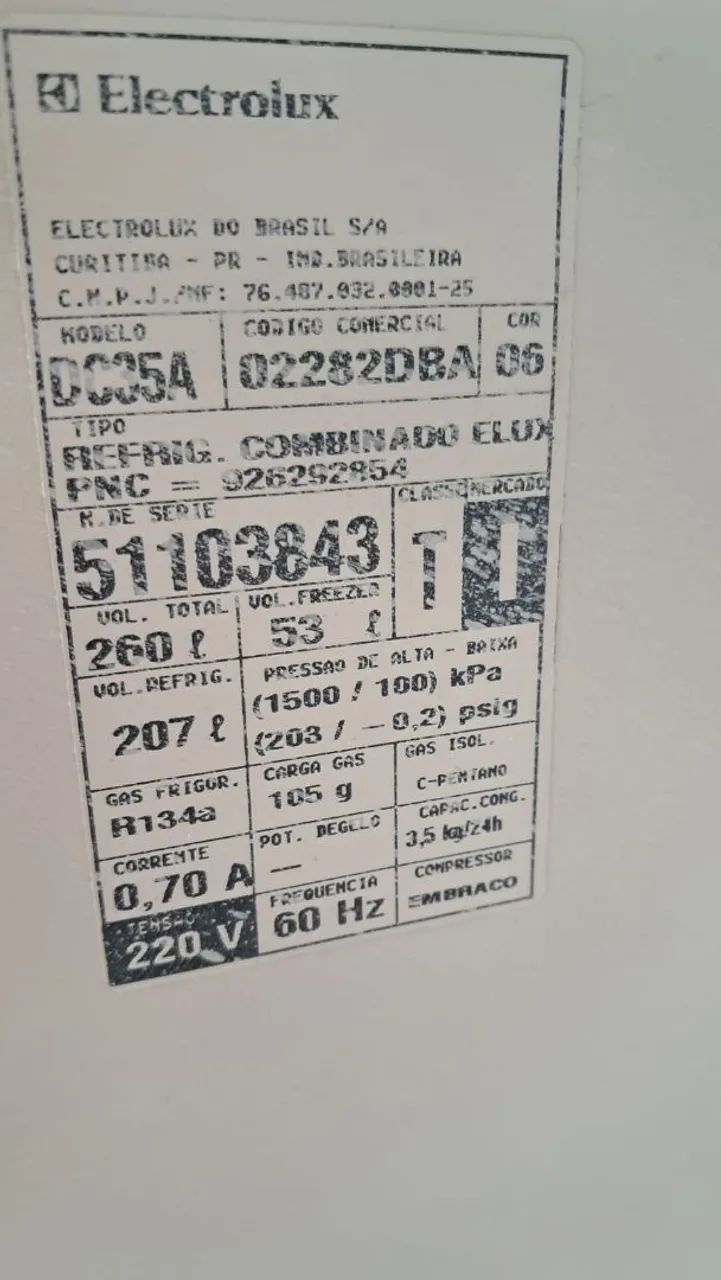 Electrolux
ELECTROLUX DO BRASIL S/A
CURITIBA - PR - IND.BRASILEIRA
C.N.P.J./MF: 76.487.032.0001-25
MODELO CODIGO COMERCIAL COR
DC35A 02282DBA 06
TIPO
REFRIG. COMBINADO ELUX
PNC = 926292854
N.DE SERIE CLASSE MERCADO
51103843 T I
VOL. TOTAL VOL.FREEZER
260 ℓ 53 ℓ
VOL.REFRIG. PRESSAO DE ALTA - BAIXA
207 ℓ (1500 / 100) kPa
(203 / - 0,2) psig
GAS FRIGOR. CARGA GAS GAS ISOL.
R134a 105 g C-PENTANO
CORRENTE POT. DEGELO CAPAC.CONG.
0,70 A — 3,5 kg/24h
TENSAO FREQUENCIA COMPRESSOR
220 V 60 Hz EMBRACO